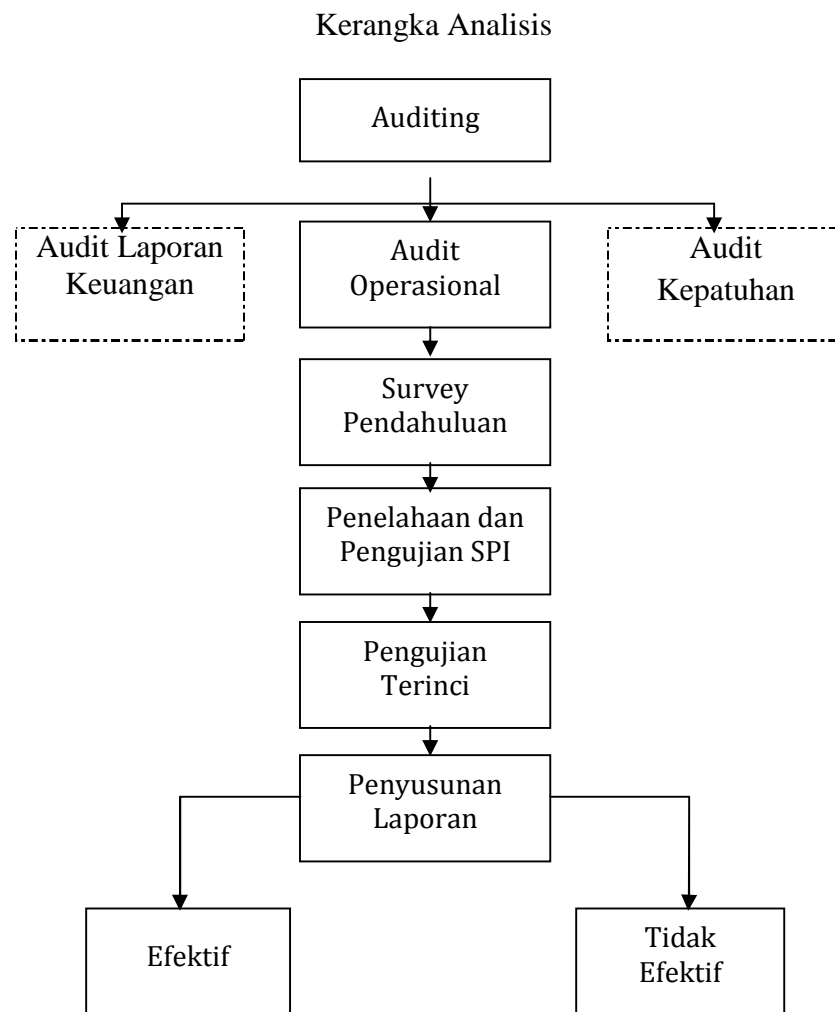 Kerangka Analisis
Auditing
Audit Laporan
Keuangan
Audit
Operasional
Audit
Kepatuhan
Survey
Pendahuluan
Penelahaan dan
Pengujian SPI
Pengujian
Terinci
Penyusunan
Laporan
Efektif
Tidak
Efektif